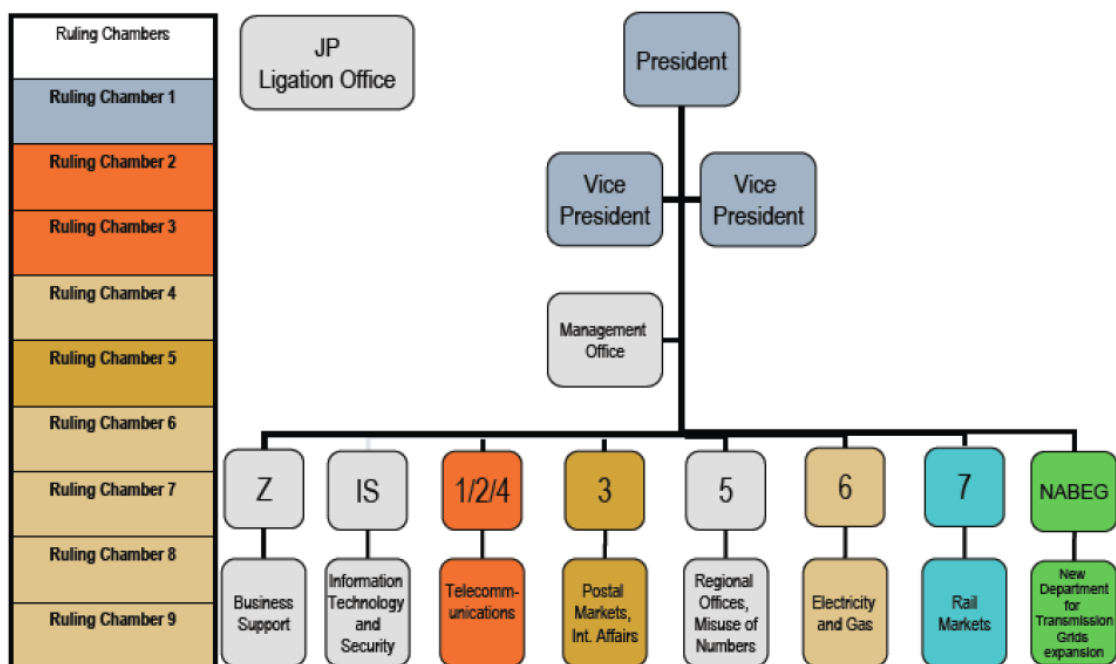 Ruling Chambers
Ruling Chamber 1
Ruling Chamber 2
Ruling Chamber 3
Ruling Chamber 4
Ruling Chamber 5
Ruling Chamber 6
Ruling Chamber 7
Ruling Chamber 8
Ruling Chamber 9
JP
Ligation Office
President
Vice
President
Vice
President
Management
Office
Z
IS
1/2/4
3
5
6
7
NABEG
Business
Support
Information
Technology
and
Security
Telecomm-
unications
Postal
Markets,
Int. Affairs
Regional
Offices,
Misuse of
Numbers
Electricity
and Gas
Rail
Markets
New
Department
for
Transmission
Grids
expansion